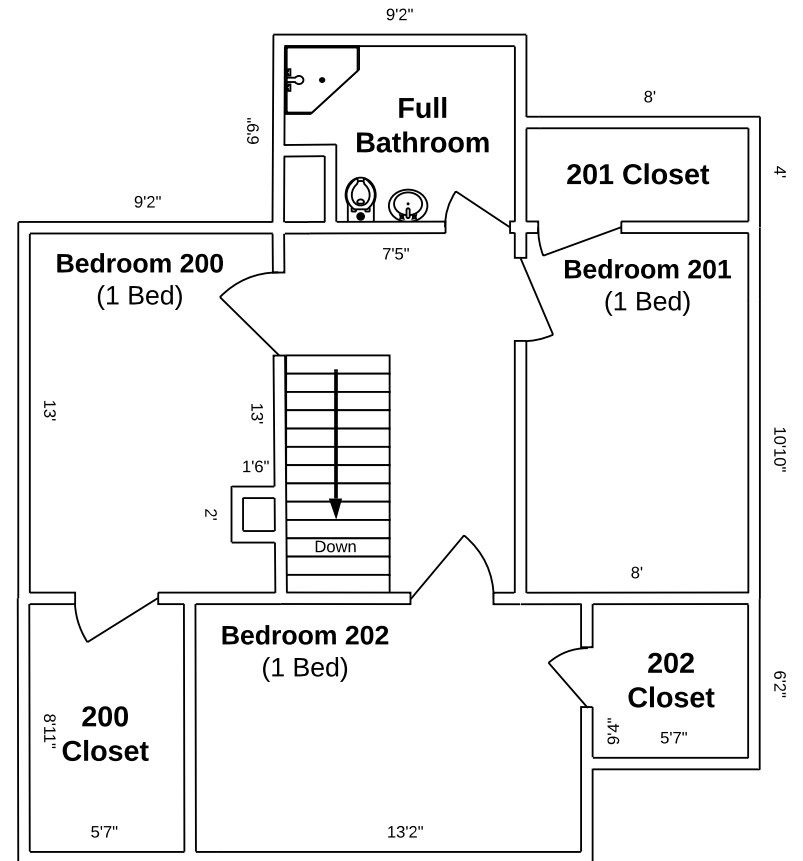 9'2"
8'
6'9"
Full
Bathroom
201 Closet
4'
9'2"
7'5"
Bedroom 200
(1 Bed)
Bedroom 201
(1 Bed)
13'
13'
10'10"
1'6"
2'
Down
8'
Bedroom 202
(1 Bed)
202
Closet
6'2"
200
Closet
8'11"
6'4"
5'7"
5'7"
13'2"